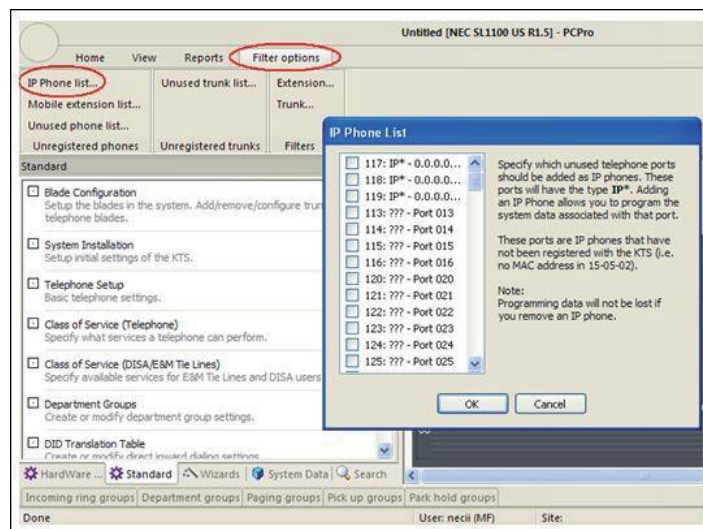 Untitled [NEC SL1100 US R1.5] - PCPro
Home View Reports Filter options
IP Phone list...
Mobile extension list...
Unused phone list...
Unregistered phones
Unused trunk list...
Unregistered trunks
Extension...
Trunk...
Filters
Standard
Blade Configuration
Setup the blades in the system. Add/remove/configure
telephone blades.
System Installation
Setup initial settings of the KTS.
Telephone Setup
Basic telephone settings.
Class of Service (Telephone)
Specify what services a telephone can perform.
Class of Service (DISA/E&M Tie Lines)
Specify available services for E&M Tie Lines and DISA users
Department Groups
Create or modify department group settings.
DID Translation Table
Create or modify direct inward dialing settings
IP Phone List
117: IP* - 0.0.0.0...
118: IP* - 0.0.0.0...
119: IP* - 0.0.0.0...
113: ??? - Port 013
114: ??? - Port 014
115: ??? - Port 015
116: ??? - Port 016
120: ??? - Port 020
121: ??? - Port 021
122: ??? - Port 022
123: ??? - Port 023
124: ??? - Port 024
125: ??? - Port 025
Specify which unused telephone ports
should be added as IP phones. These
ports will have the type IP*. Adding
an IP Phone allows you to program the
system data associated with that port.
These ports are IP phones that have
not been registered with the KTS (i.e.
no MAC address in 15-05-02).
Note:
Programming data will not be lost if
you remove an IP phone.
OK Cancel
HardWare ... Standard Wizards System Data Search
Incoming ring groups Department groups Paging groups Pick up groups Park hold groups
Done User: necii (MF) Site: